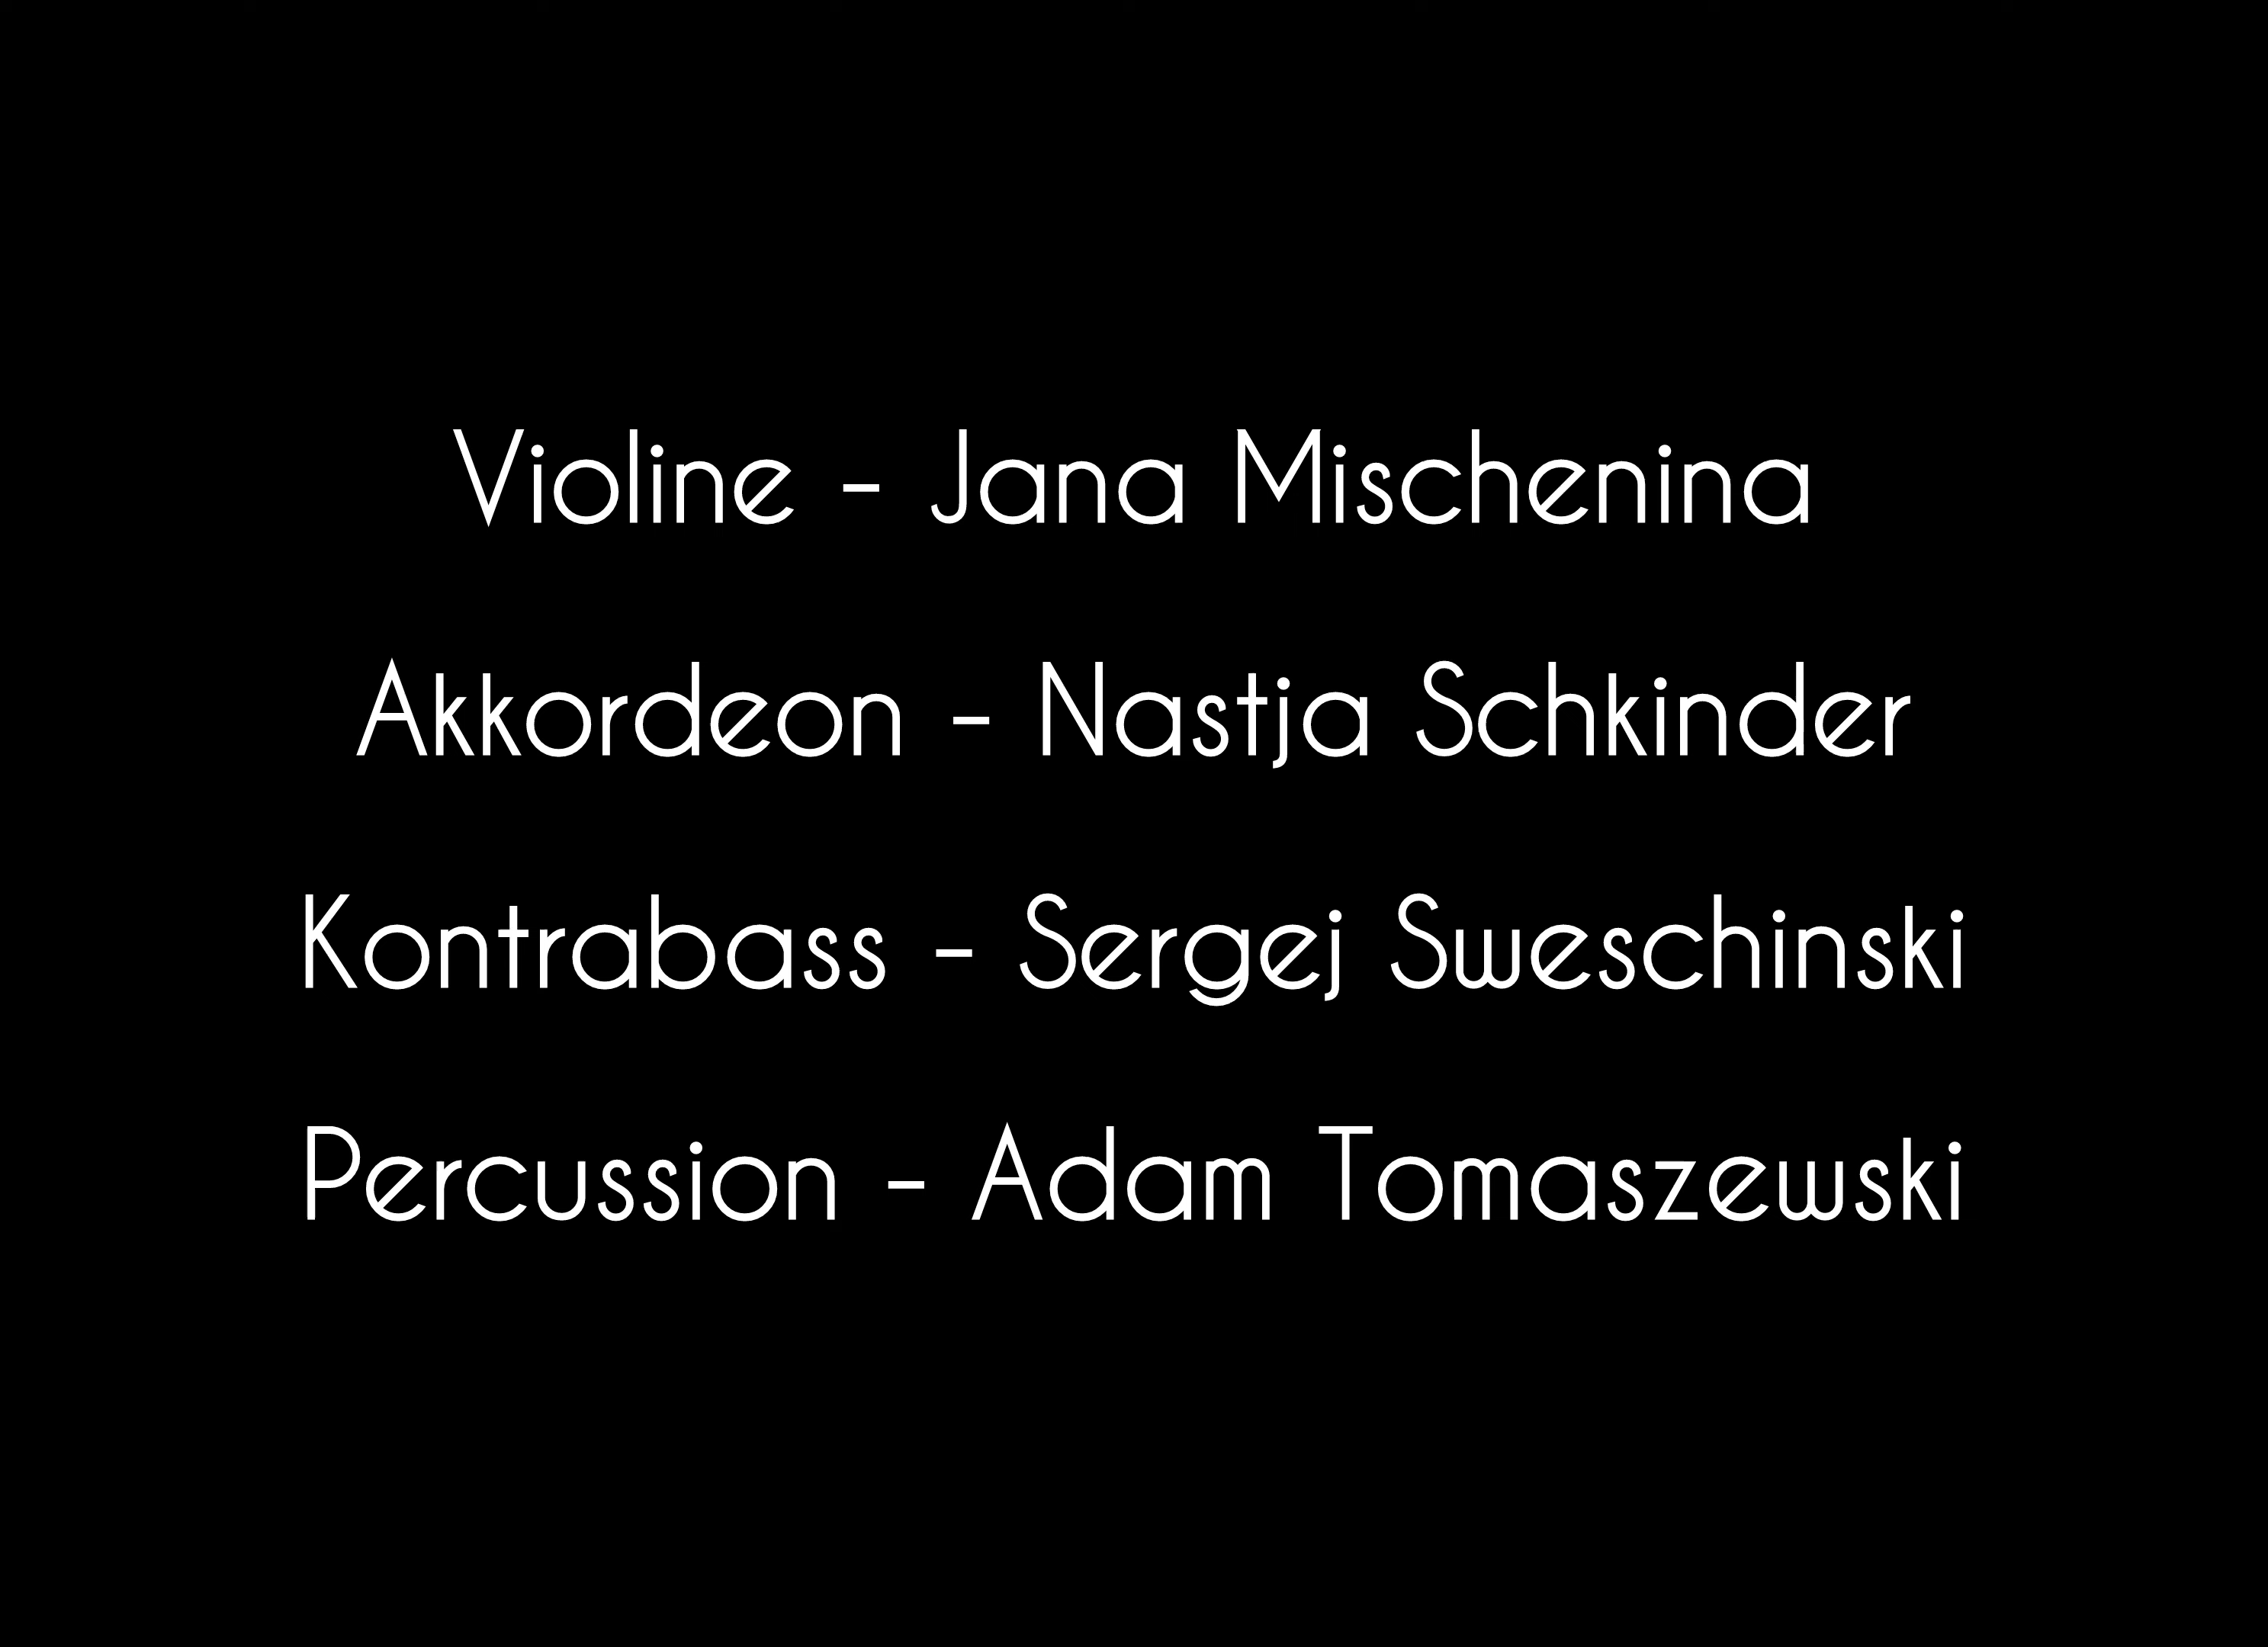 Violine - Jana Mischenina
Akkordeon - Nastja Schkinder
Kontrabass - Sergej Sweschinski
Percussion - Adam Tomaszewski